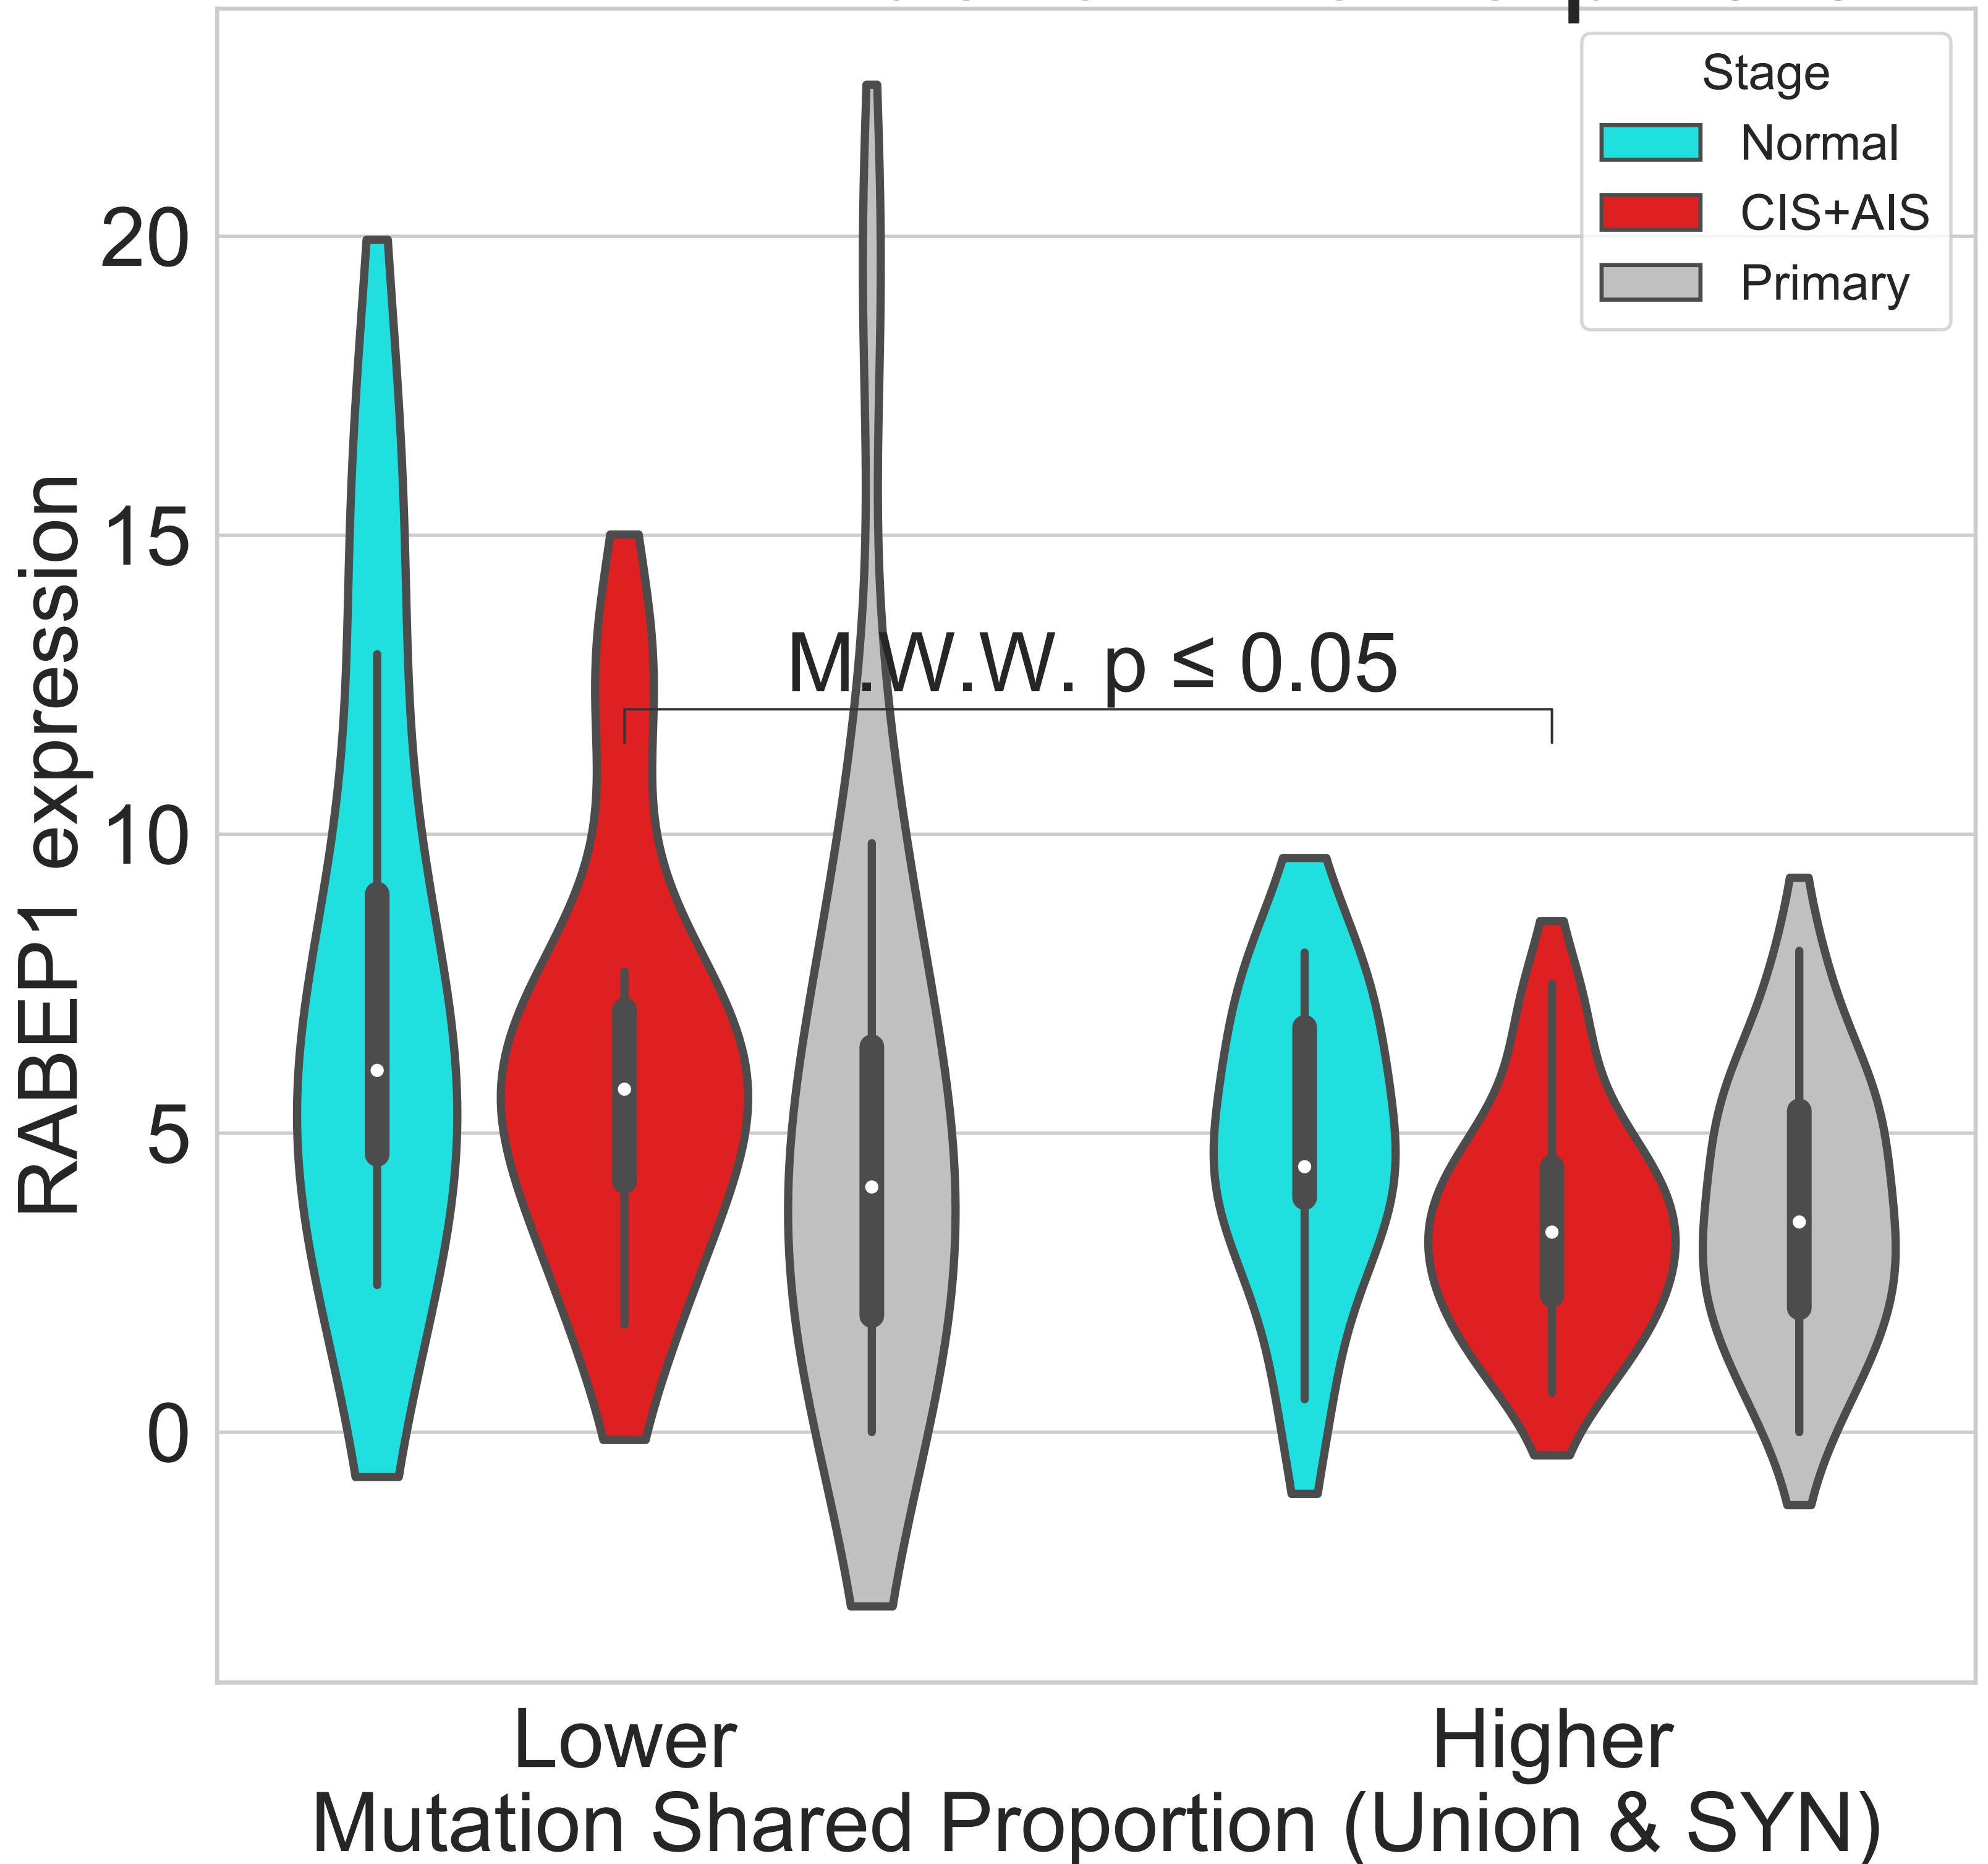 Stage
Normal
CIS+AIS
Primary
20
15
10
5
0
RABEP1 expression
M.W.W. p ≤ 0.05
Lower
Higher
Mutation Shared Proportion (Union & SYN)